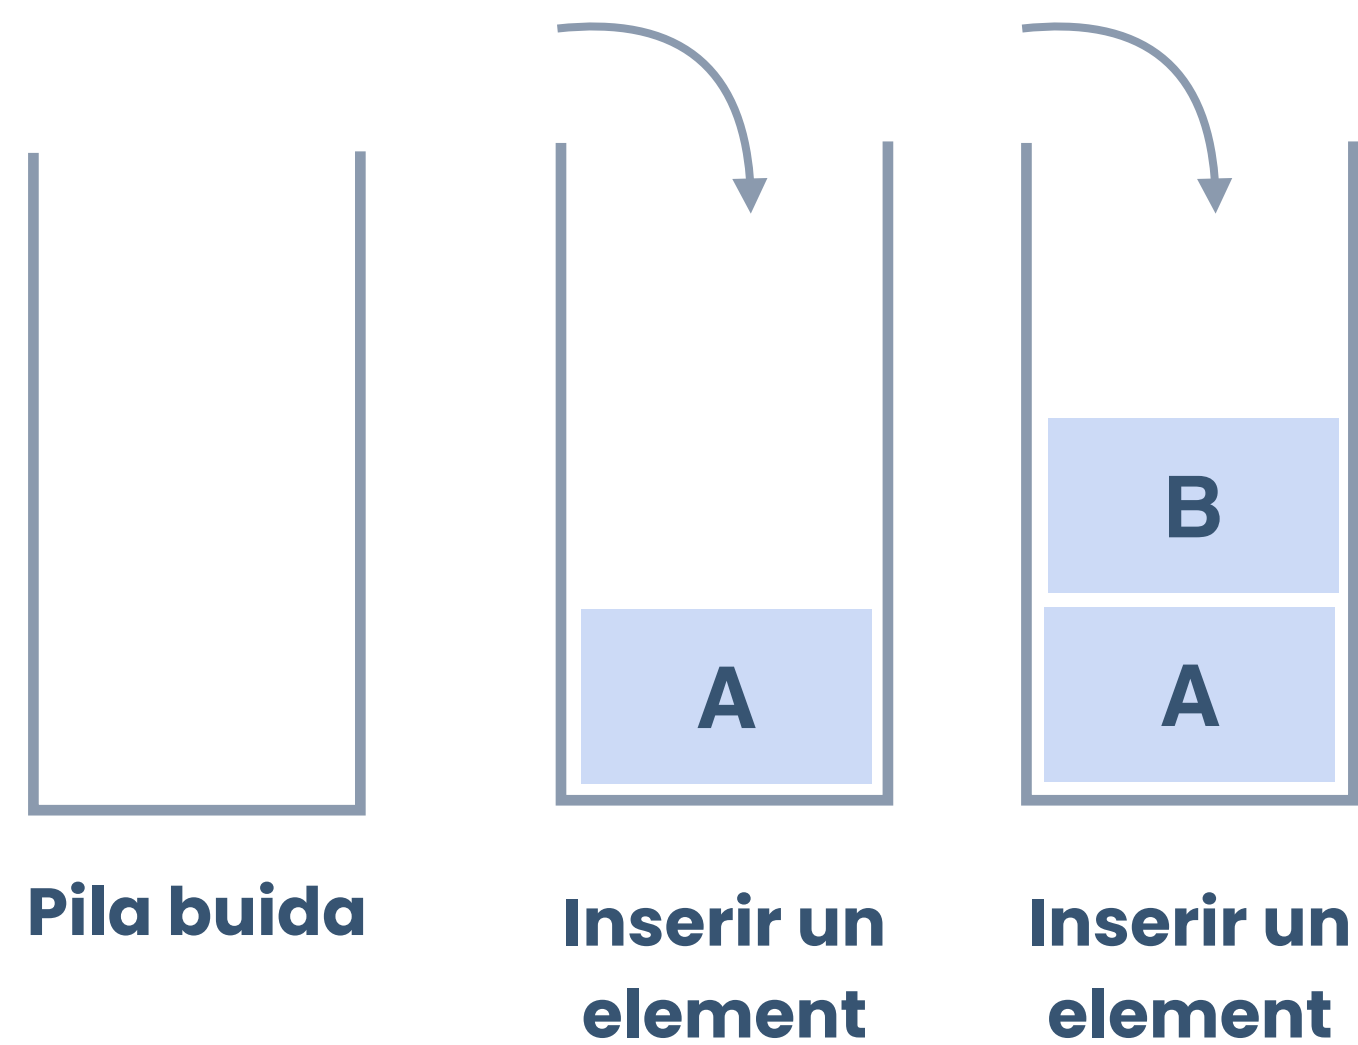 A
B
A
Pila buida
Inserir un
element
Inserir un
element